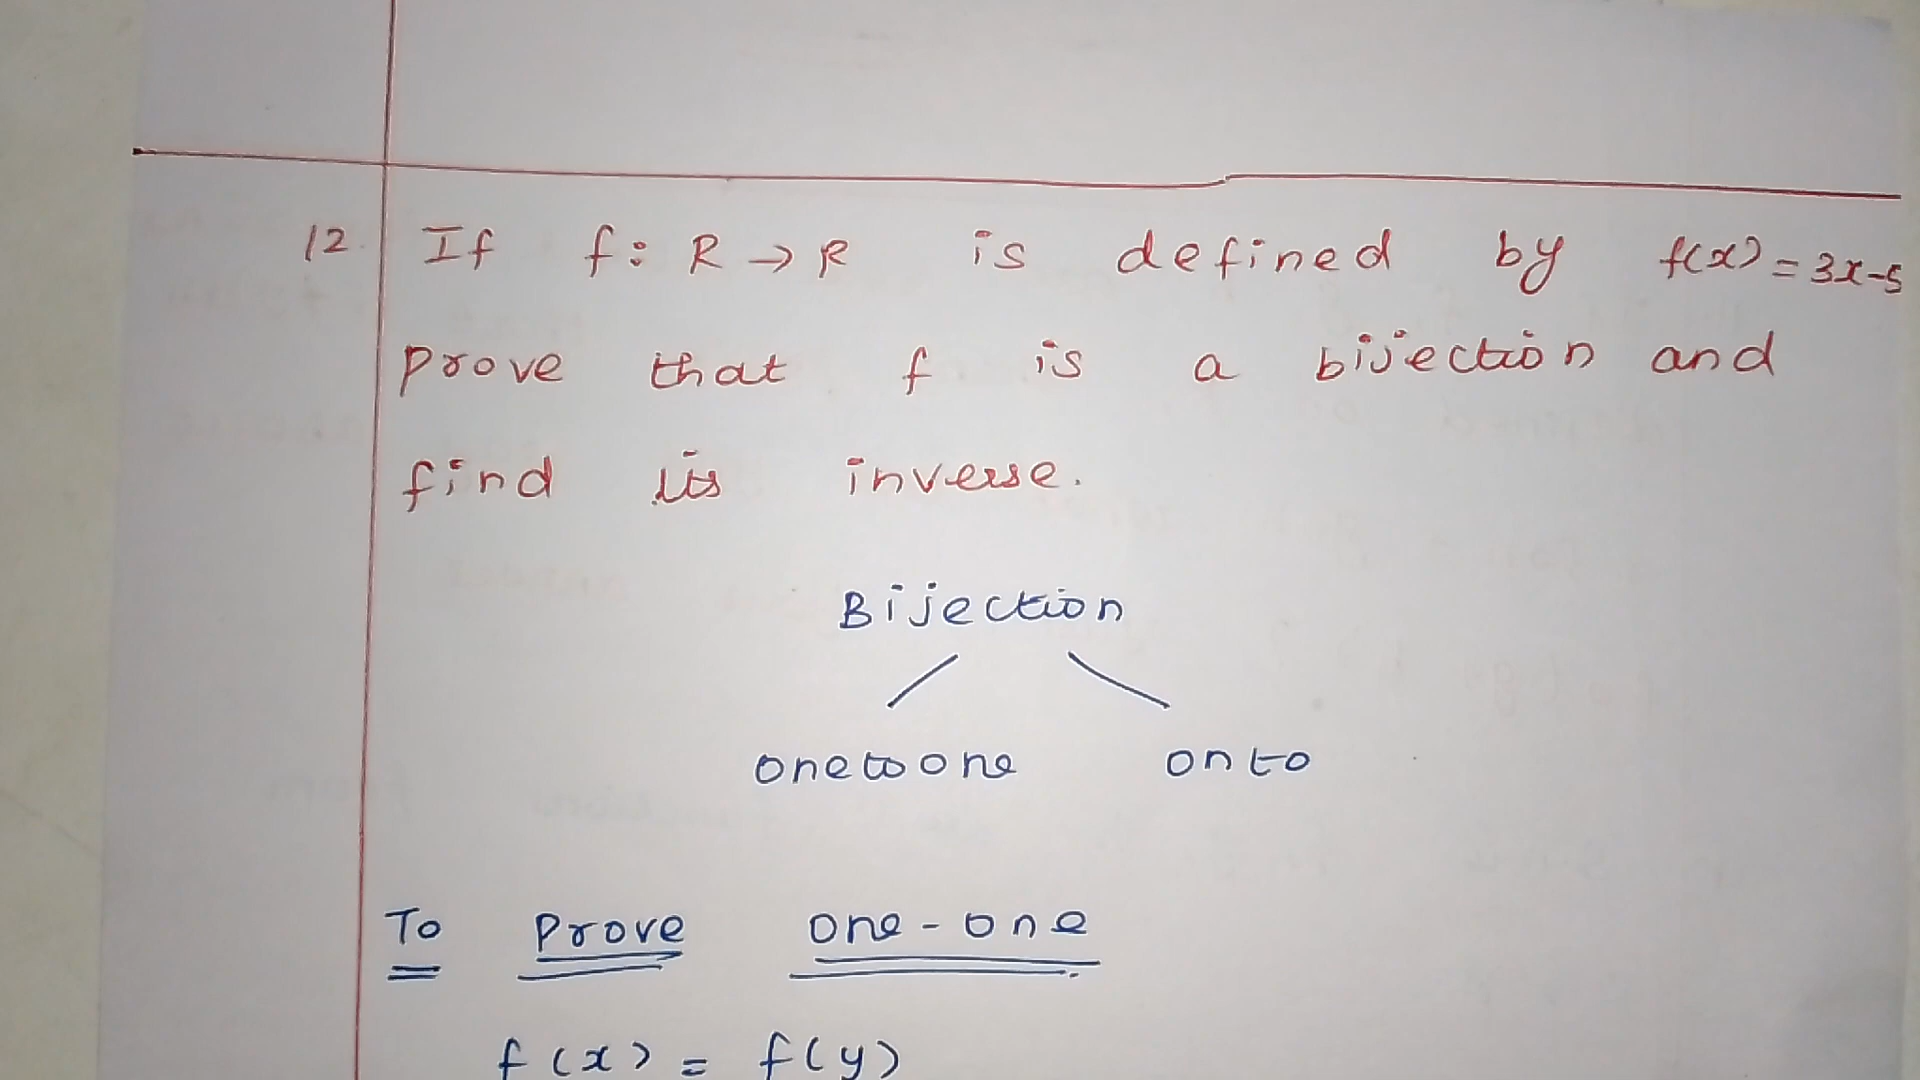 12. If f: R → R is defined by f(x) = 3x-5
prove that f is a bijection and
find its inverse.
Bijection
onetoone onto
To Prove one-one
f(x) = f(y)